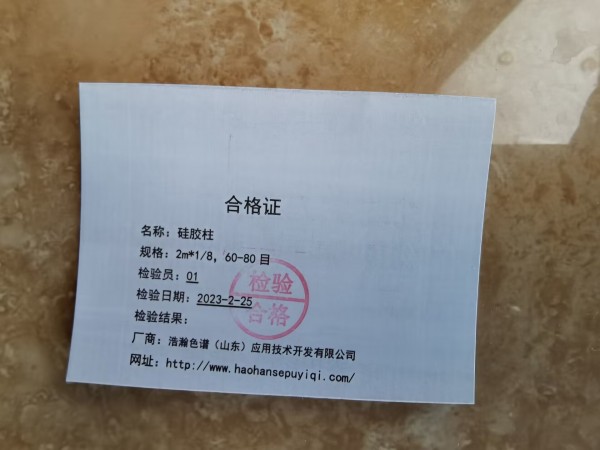 合格证
名称：硅胶柱
规格：2m*1/8，60-80 目
检验员：01
检验日期：2023-2-25
检验结果：
检验
合格
厂商：浩瀚色谱（山东）应用技术开发有限公司
网址：http://www.haohansepuyiqi.com/